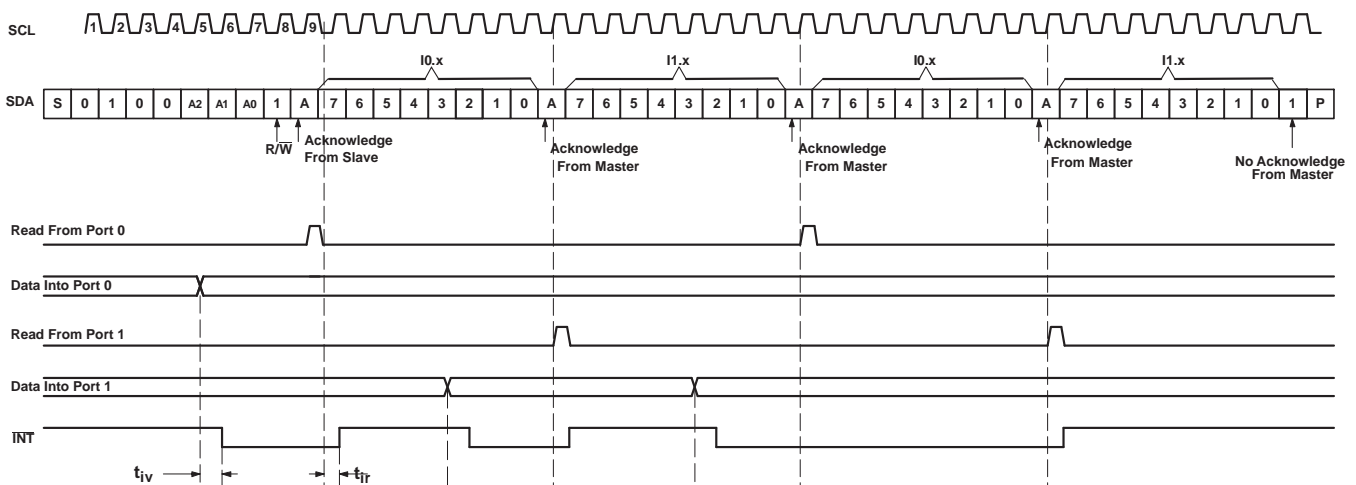 SCL 1 2 3 4 5 6 7 8 9
I0.x I1.x I0.x I1.x
SDA S 0 1 0 0 A2 A1 A0 1 A 7 6 5 4 3 2 1 0 A 7 6 5 4 3 2 1 0 A 7 6 5 4 3 2 1 0 A 7 6 5 4 3 2 1 0 1 P
R/W
Acknowledge
From Slave
Acknowledge
From Master
Acknowledge
From Master
Acknowledge
From Master
No Acknowledge
From Master
Read From Port 0
Data Into Port 0
Read From Port 1
Data Into Port 1
INT
tiv
tir